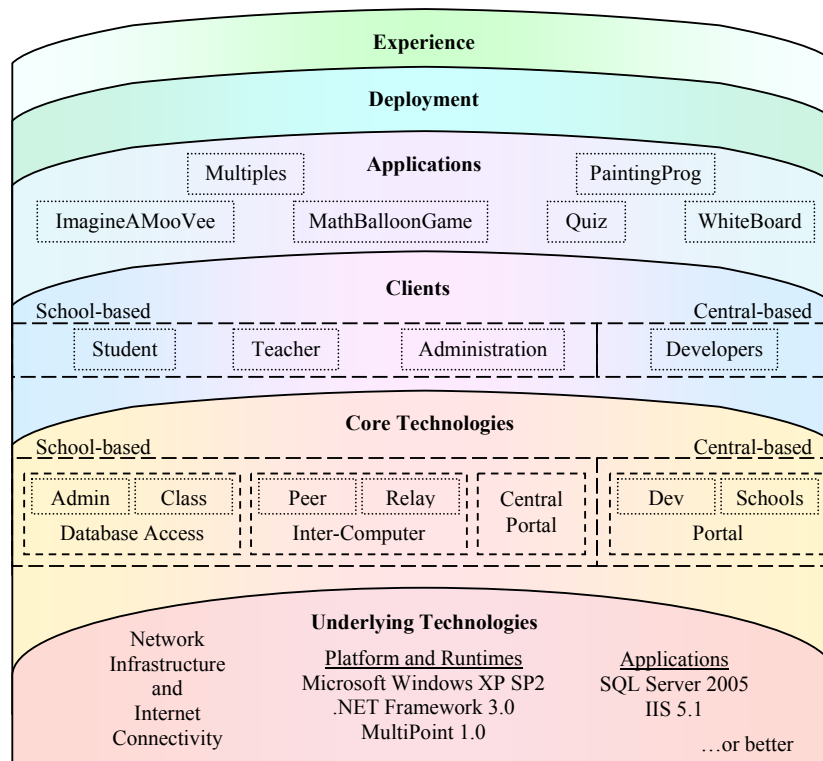 Experience
Deployment
Applications
Multiples
PaintingProg
ImagineAMooVee
MathBalloonGame
Quiz
WhiteBoard
Clients
School-based
Central-based
Student
Teacher
Administration
Developers
Core Technologies
School-based
Central-based
Admin
Class
Database Access
Peer
Relay
Inter-Computer
Central
Portal
Dev
Schools
Portal
Underlying Technologies
Network
Infrastructure
and
Internet
Connectivity
Platform and Runtimes
Microsoft Windows XP SP2
.NET Framework 3.0
MultiPoint 1.0
Applications
SQL Server 2005
IIS 5.1
…or better